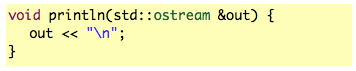 void println(std::ostream &out) {
   out << "\n";
}